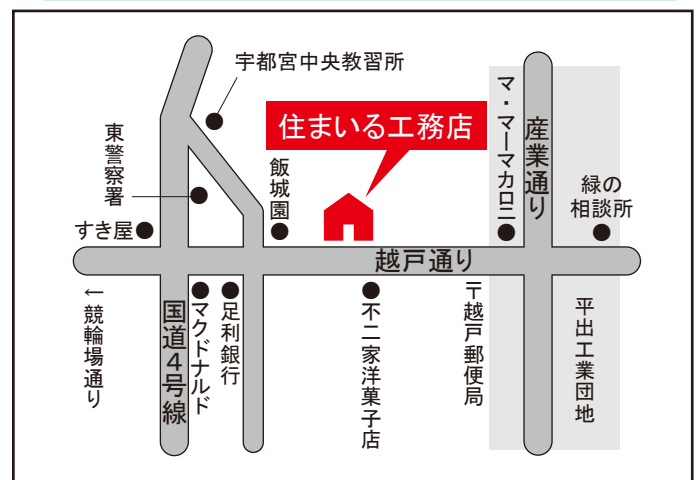 宇都宮中央教習所
住まいる工務店
東警察署
すき屋
飯城園
マ・マーマカロニ
産業通り
緑の
相談所
越戸通り
←競輪場通り
国道4号線
マクドナルド
足利銀行
不二家洋菓子店
〒越戸郵便局
平出工業団地